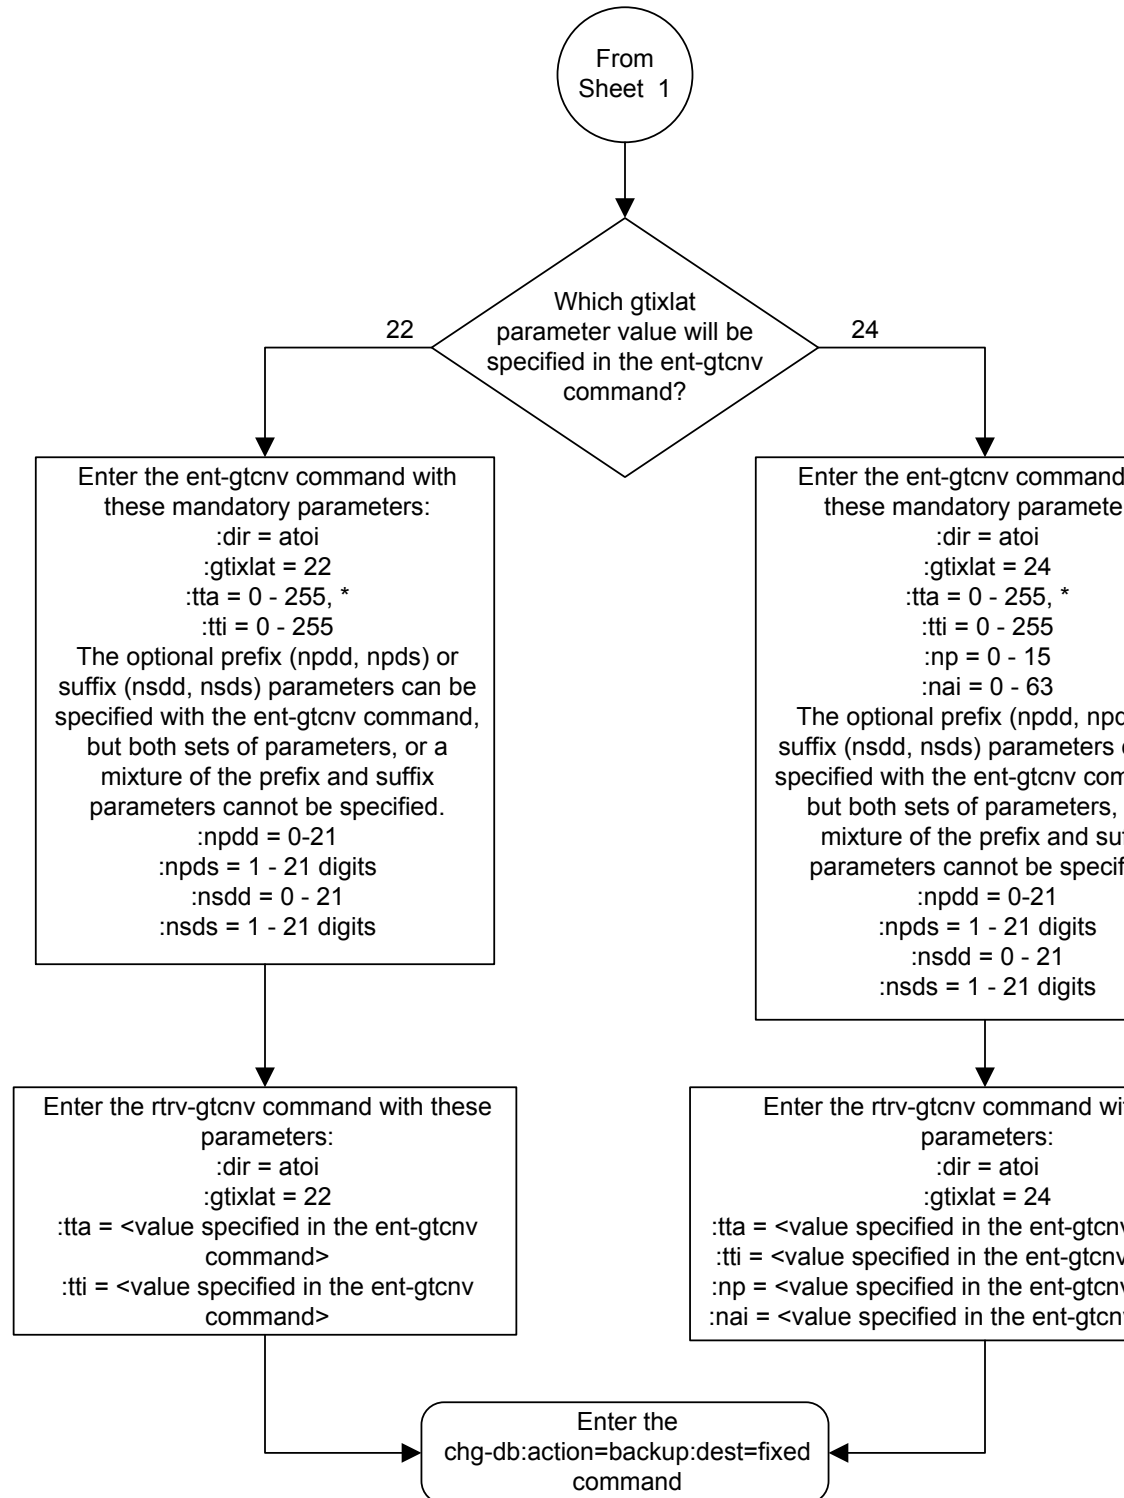 From
Sheet 1
Which gtixlat
parameter value will be
specified in the ent-gtcnv
command?
22
24
Enter the ent-gtcnv command with
these mandatory parameters:
:dir = atoi
:gtixlat = 22
:tta = 0 - 255, *
:tti = 0 - 255
The optional prefix (npdd, npds) or
suffix (nsdd, nsds) parameters can be
specified with the ent-gtcnv command,
but both sets of parameters, or a
mixture of the prefix and suffix
parameters cannot be specified.
:npdd = 0-21
:npds = 1 - 21 digits
:nsdd = 0 - 21
:nsds = 1 - 21 digits
Enter the ent-gtcnv command
these mandatory
:dir = atoi
:gtixlat = 24
:tta = 0 - 255, *
:tti = 0 - 255
:np = 0 - 15
:nai = 0 - 63
The optional prefix (npdd,
suffix (nsdd, nsds) parameters
specified with the ent-gtcnv
but both sets of parameters,
mixture of the prefix and
parameters cannot be
:npdd = 0-21
:npds = 1 - 21 digits
:nsdd = 0 - 21
:nsds = 1 - 21 digits
Enter the rtrv-gtcnv command with these
parameters:
:dir = atoi
:gtixlat = 22
:tta = <value specified in the ent-gtcnv
command>
:tti = <value specified in the ent-gtcnv
command>
Enter the rtrv-gtcnv command
parameters:
:dir = atoi
:gtixlat = 24
:tta = <value specified in the ent-gtcnv
:tti = <value specified in the ent-gtcnv
:np = <value specified in the ent-gtcnv
:nai = <value specified in the
Enter the
chg-db:action=backup:dest=fixed
command